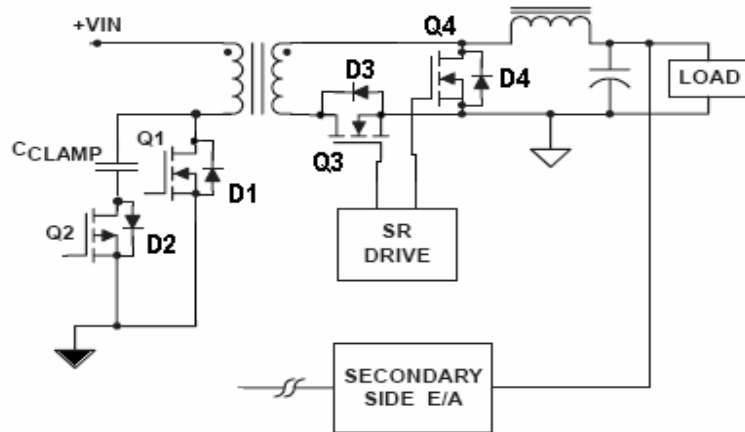 +VIN
Q4
D3
D4
LOAD
CCLAMP
Q1
D1
Q3
Q2
D2
SR
DRIVE
SECONDARY
SIDE E/A